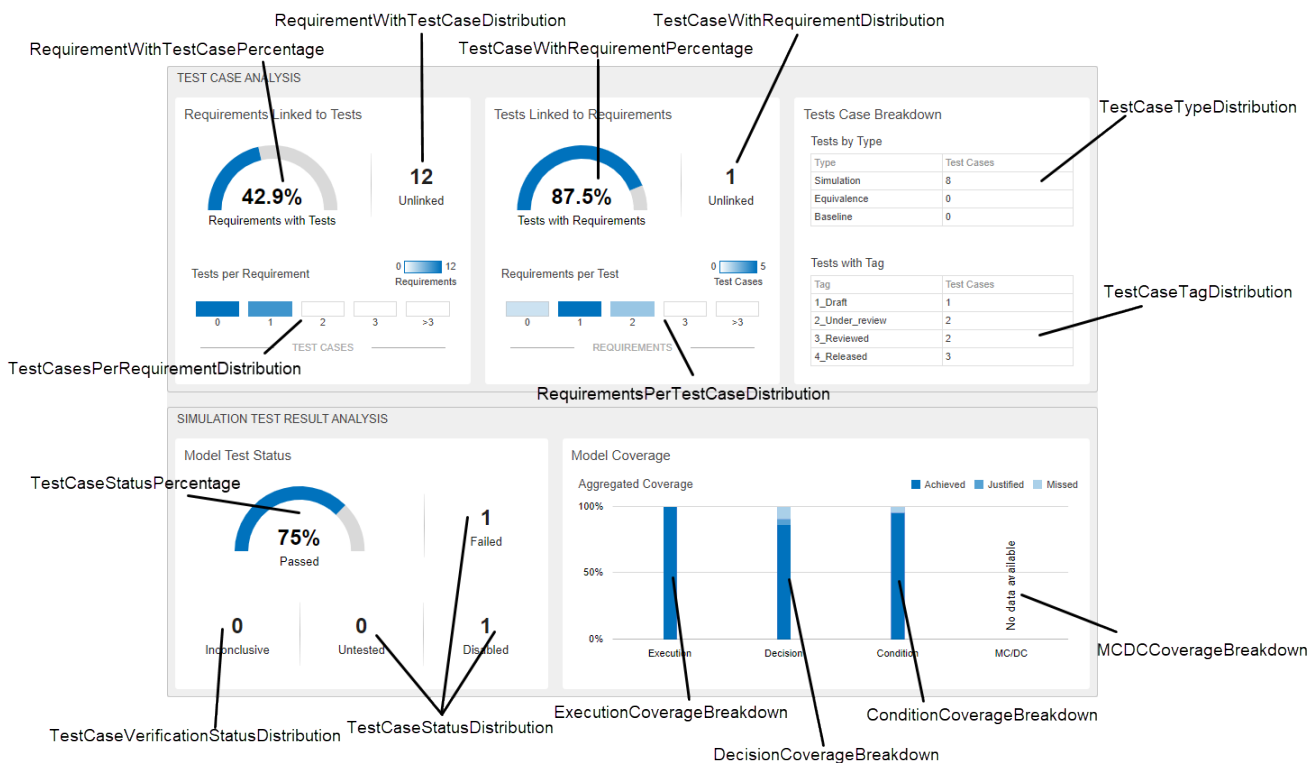 RequirementWithTestCaseDistribution
TestCaseWithRequirementDistribution
RequirementWithTestCasePercentage
TestCaseWithRequirementPercentage
TEST CASE ANALYSIS
Requirements Linked to Tests
42.9%
Requirements with Tests
12
Unlinked
Tests per Requirement
0 12
Requirements
0 1 2 3 >3
TEST CASES
TestCasesPerRequirementDistribution
Tests Linked to Requirements
87.5%
Tests with Requirements
1
Unlinked
Requirements per Test
0 5
Test Cases
0 1 2 3 >3
REQUIREMENTS
RequirementsPerTestCaseDistribution
Tests Case Breakdown
Tests by Type
Type Test Cases
Simulation 8
Equivalence 0
Baseline 0
TestCaseTypeDistribution
Tests with Tag
Tag Test Cases
1_Draft 1
2_Under_review 2
3_Reviewed 2
4_Released 3
TestCaseTagDistribution
SIMULATION TEST RESULT ANALYSIS
Model Test Status
TestCaseStatusPercentage
75%
Passed
1
Failed
0
Inconclusive
0
Untested
1
Disabled
TestCaseVerificationStatusDistribution
TestCaseStatusDistribution
Model Coverage
Aggregated Coverage
Achieved Justified Missed
100%
50%
0%
No data available
Execution Decision Condition MC/DC
MCDCCoverageBreakdown
ExecutionCoverageBreakdown
ConditionCoverageBreakdown
DecisionCoverageBreakdown